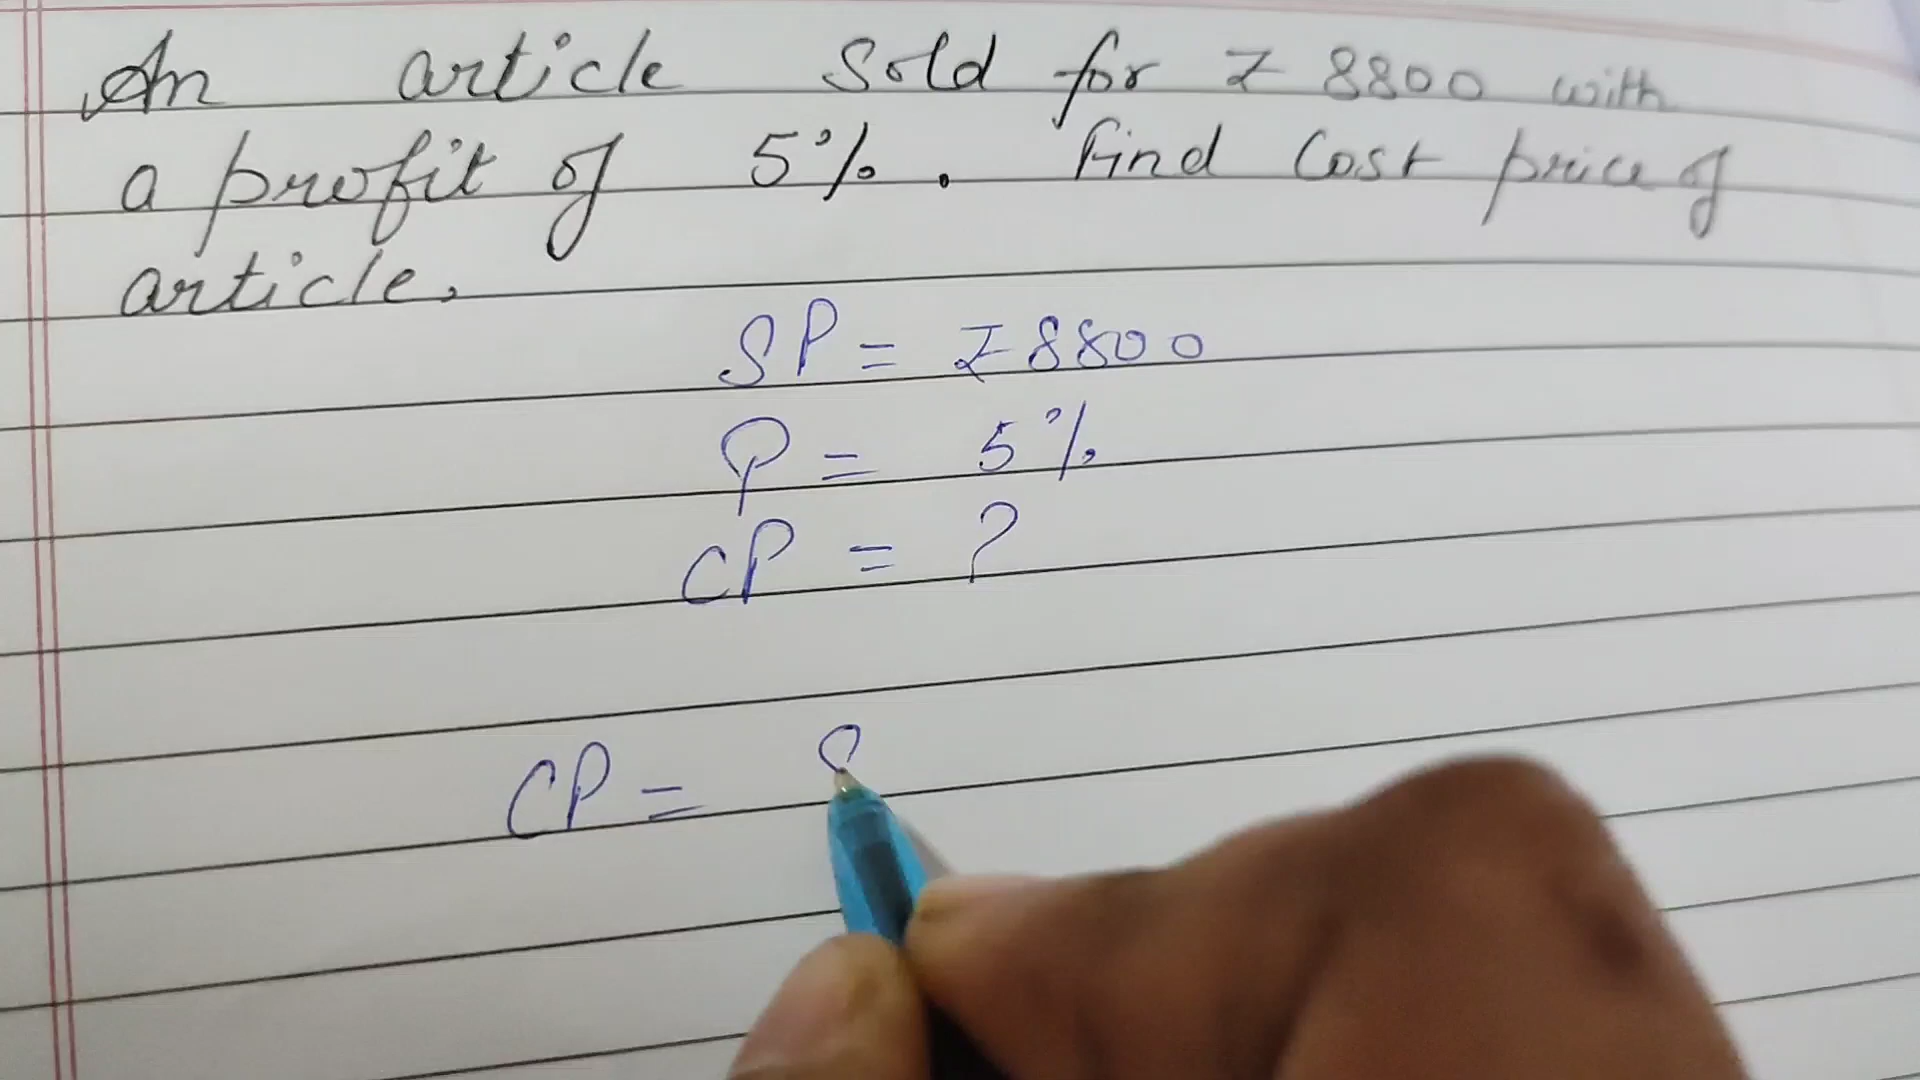 An article Sold for ₹ 8800 with
a profit of 5%. Find Cost price of
article.
SP = ₹8800
P = 5%
CP = ?
CP =